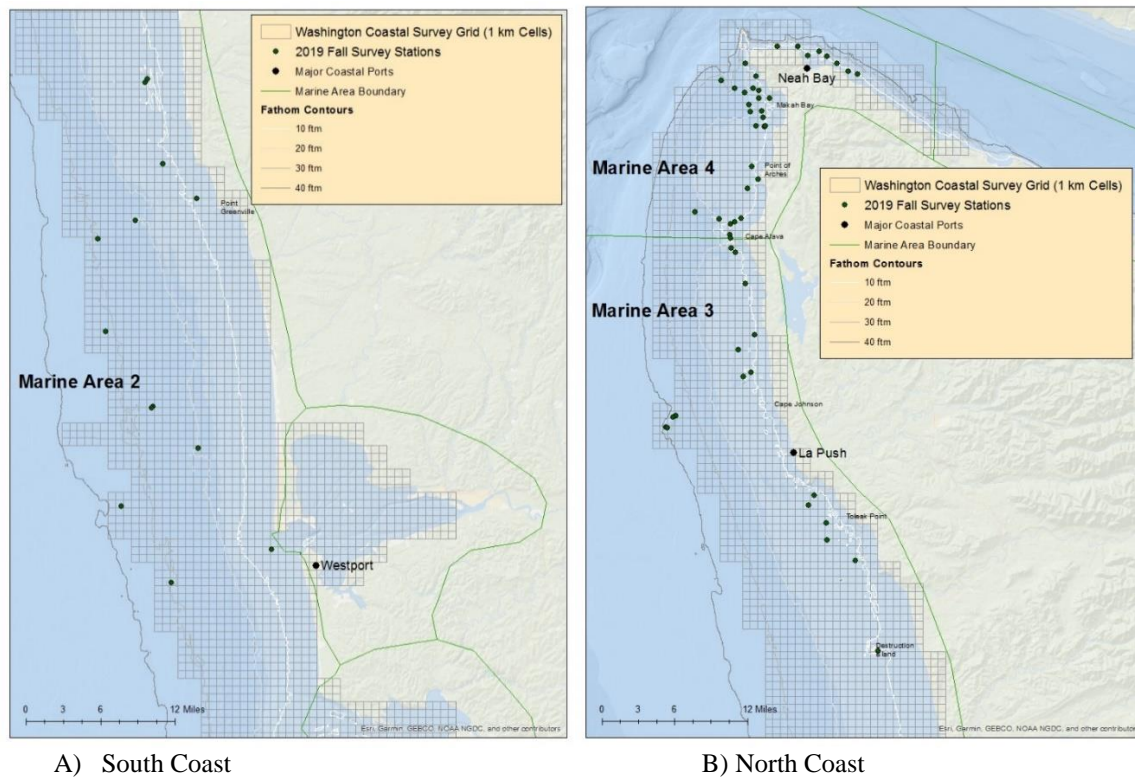 Washington Coastal Survey Grid (1 km Cells)
2019 Fall Survey Stations
Major Coastal Ports
Marine Area Boundary
Fathom Contours
10 ftm
20 ftm
30 ftm
40 ftm
Point
Grenville
Marine Area 2
Westport
0 3 6 12 Miles
Esri, Garmin, GEBCO, NOAA NGDC, and other contributors
Neah Bay
Makah Bay
Marine Area 4
Point of
Arches
Washington Coastal Survey Grid (1 km Cells)
2019 Fall Survey Stations
Major Coastal Ports
Marine Area Boundary
Fathom Contours
10 ftm
20 ftm
30 ftm
40 ftm
Cape Alava
Marine Area 3
Cape Johnson
La Push
Toleak Point
Destruction
Island
0 3 6 12 Miles
Esri, Garmin, GEBCO, NOAA NGDC, and other contributors
A) South Coast
B) North Coast